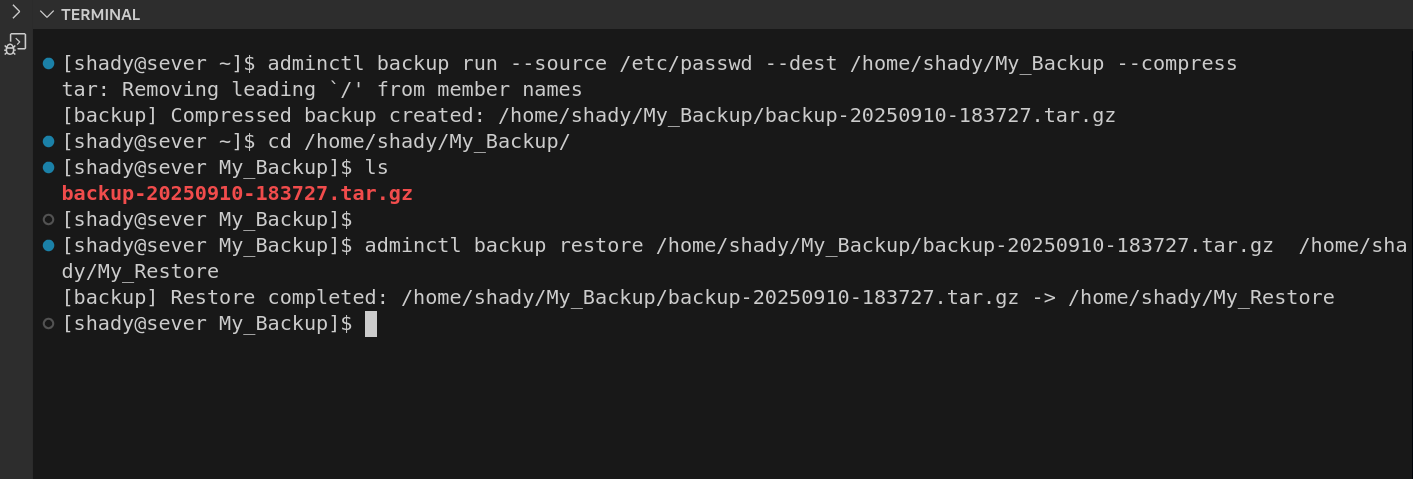 TERMINAL
[shady@sever ~]$ adminctl backup run --source /etc/passwd --dest /home/shady/My_Backup --compress
tar: Removing leading `/' from member names
[backup] Compressed backup created: /home/shady/My_Backup/backup-20250910-183727.tar.gz
[shady@sever ~]$ cd /home/shady/My_Backup/
[shady@sever My_Backup]$ ls
backup-20250910-183727.tar.gz
[shady@sever My_Backup]$
[shady@sever My_Backup]$ adminctl backup restore /home/shady/My_Backup/backup-20250910-183727.tar.gz  /home/sha
dy/My_Restore
[backup] Restore completed: /home/shady/My_Backup/backup-20250910-183727.tar.gz -> /home/shady/My_Restore
[shady@sever My_Backup]$